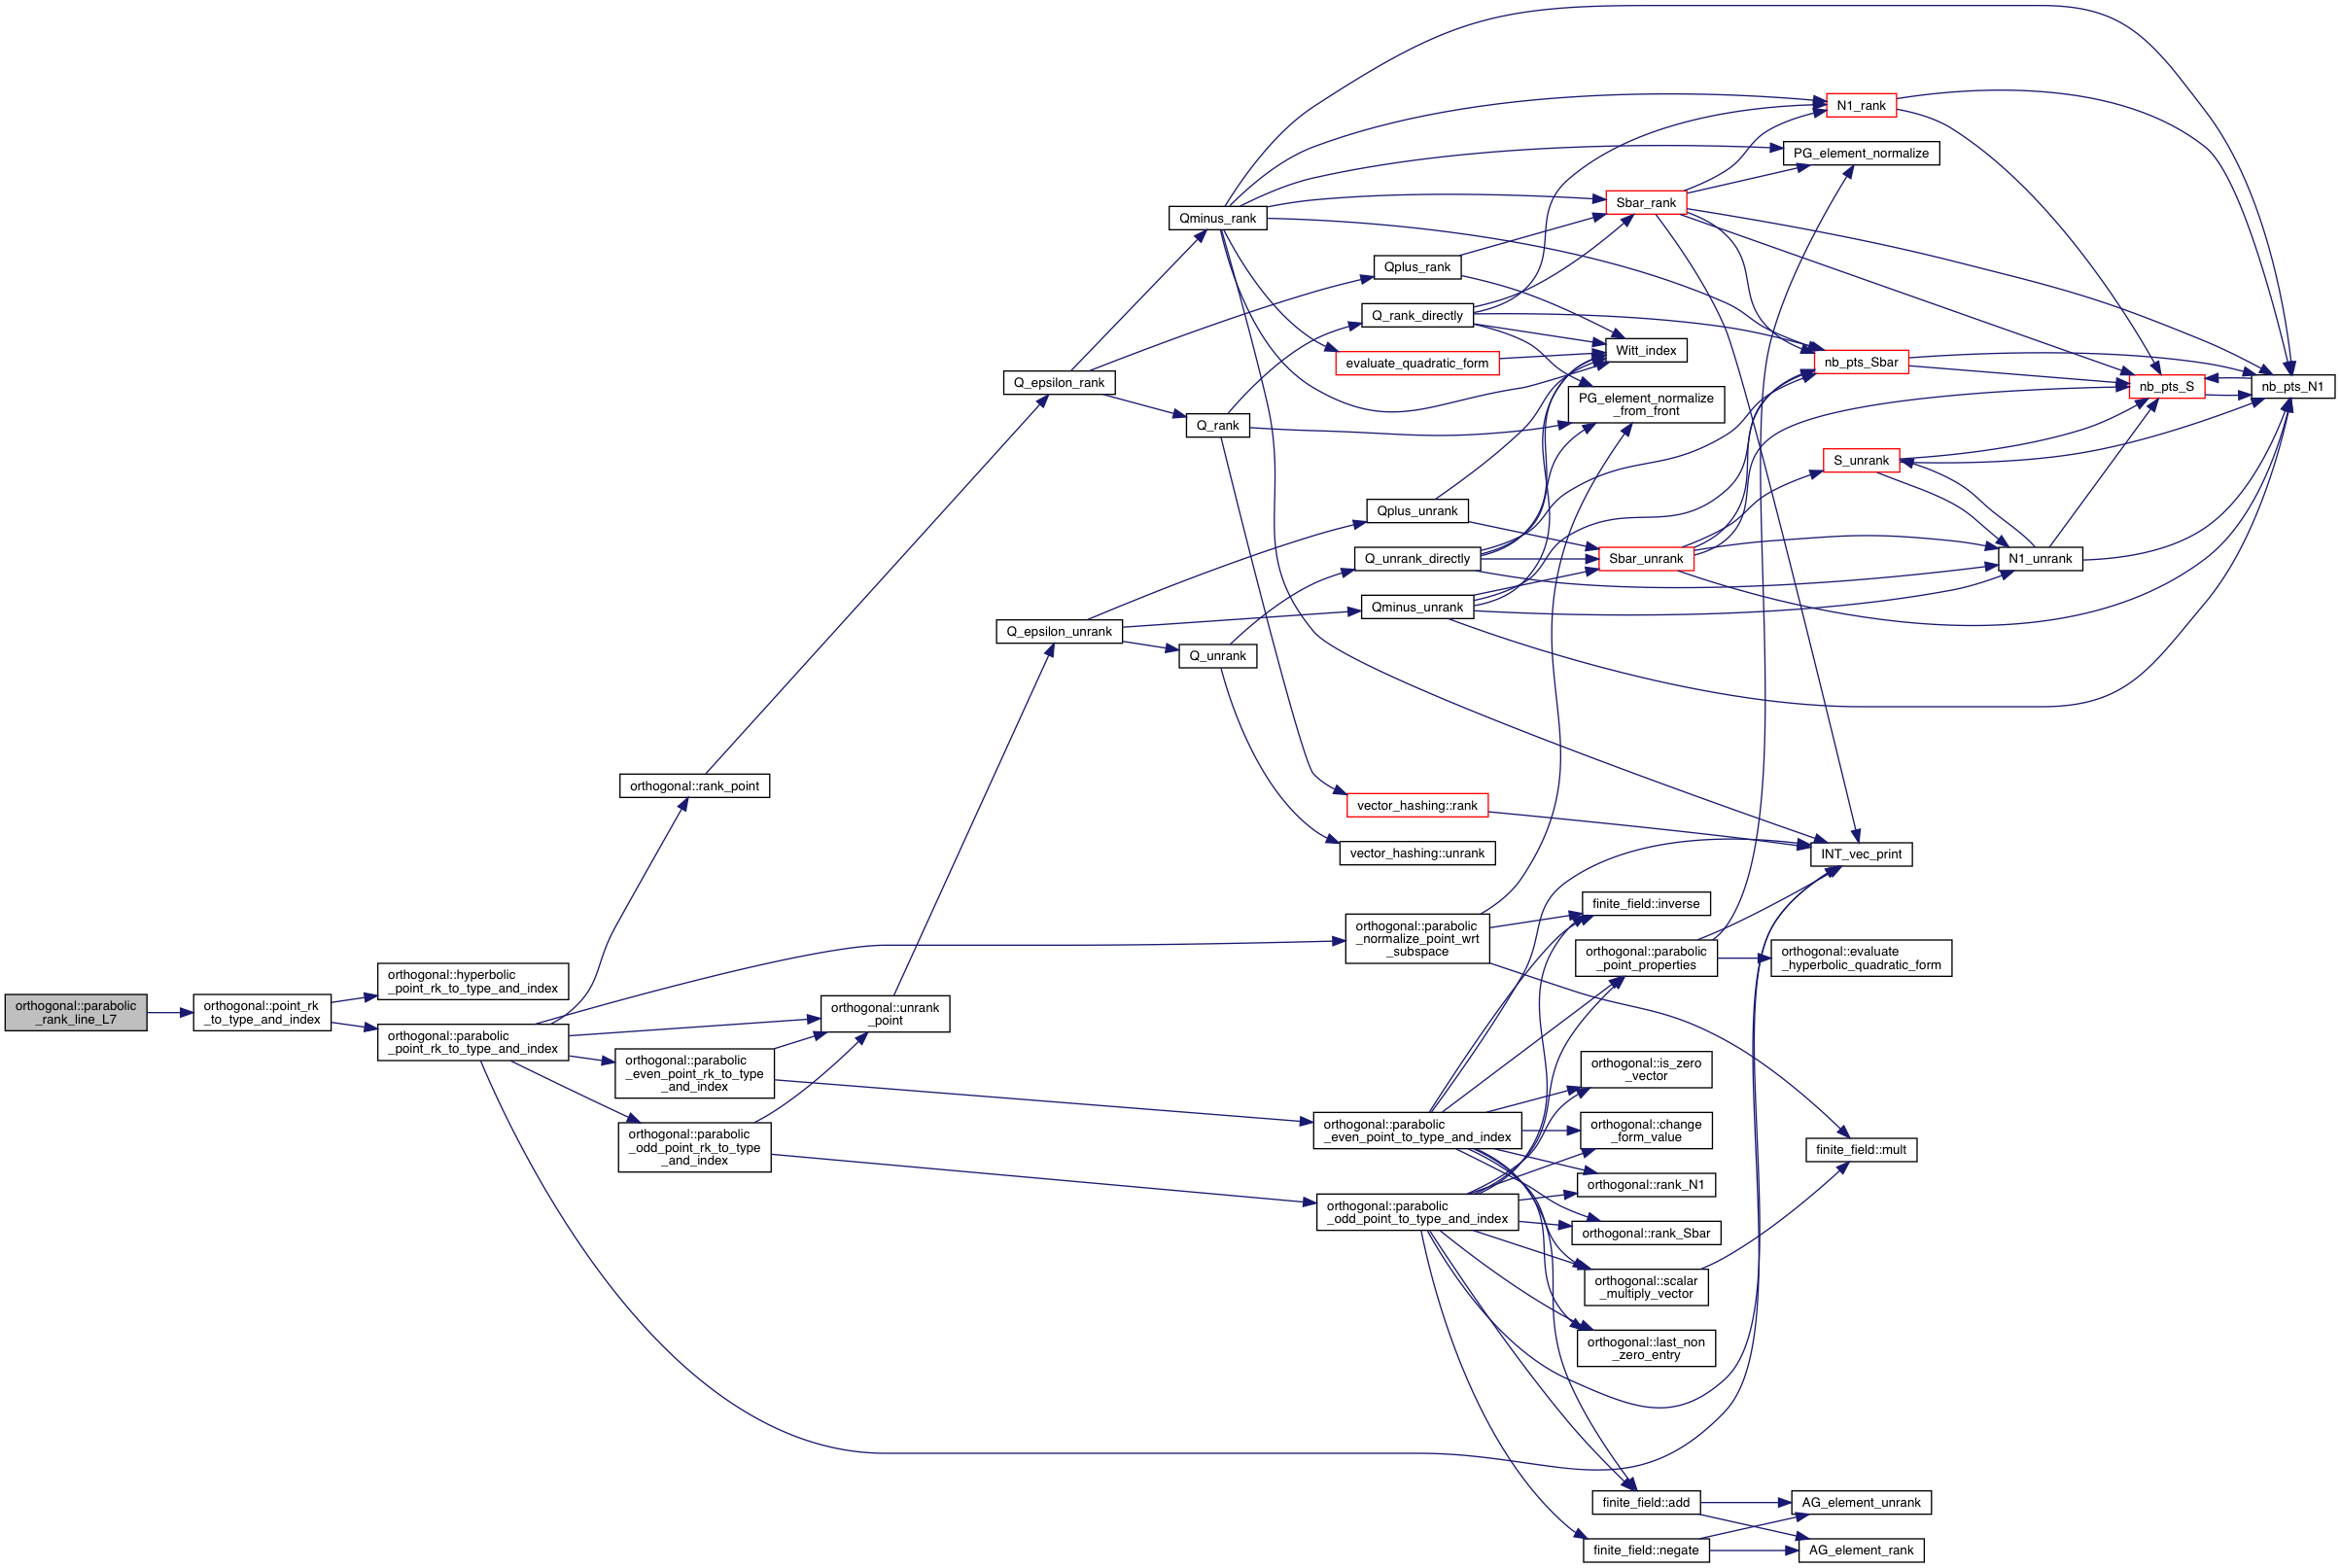 orthogonal::parabolic
_rank_line_L7
orthogonal::point_rk
_to_type_and_index
orthogonal::hyperbolic
_point_rk_to_type_and_index
orthogonal::parabolic
_point_rk_to_type_and_index
orthogonal::rank_point
orthogonal::parabolic
_even_point_rk_to_type
_and_index
orthogonal::parabolic
_odd_point_rk_to_type
_and_index
orthogonal::unrank
_point
Q_epsilon_rank
Q_epsilon_unrank
Qminus_rank
Q_rank
Q_unrank
Qplus_rank
Q_rank_directly
evaluate_quadratic_form
Qplus_unrank
Q_unrank_directly
Qminus_unrank
vector_hashing::rank
vector_hashing::unrank
orthogonal::parabolic
_normalize_point_wrt
_subspace
orthogonal::parabolic
_even_point_to_type_and_index
orthogonal::parabolic
_odd_point_to_type_and_index
Sbar_rank
Witt_index
PG_element_normalize
_from_front
Sbar_unrank
finite_field::inverse
orthogonal::parabolic
_point_properties
orthogonal::is_zero
_vector
orthogonal::change
_form_value
orthogonal::rank_N1
orthogonal::rank_Sbar
orthogonal::scalar
_multiply_vector
orthogonal::last_non
_zero_entry
finite_field::add
finite_field::negate
N1_rank
PG_element_normalize
nb_pts_Sbar
S_unrank
INT_vec_print
orthogonal::evaluate
_hyperbolic_quadratic_form
finite_field::mult
AG_element_unrank
AG_element_rank
N1_unrank
nb_pts_S
nb_pts_N1